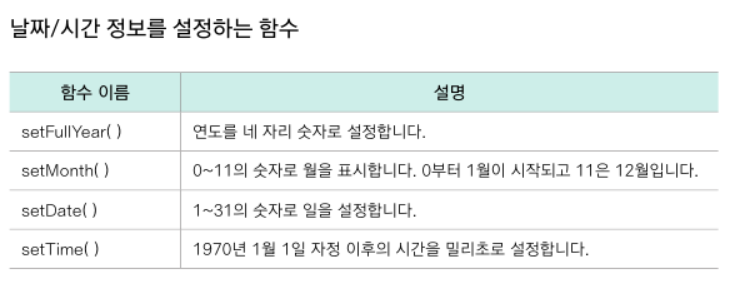 날짜/시간 정보를 설정하는 함수
함수 이름 설명
setFullYear( ) 연도를 네 자리 숫자로 설정합니다.
setMonth( ) 0~11의 숫자로 월을 표시합니다. 0부터 1월이 시작되고 11은 12월입니다.
setDate( ) 1~31의 숫자로 일을 설정합니다.
setTime( ) 1970년 1월 1일 자정 이후의 시간을 밀리초로 설정합니다.